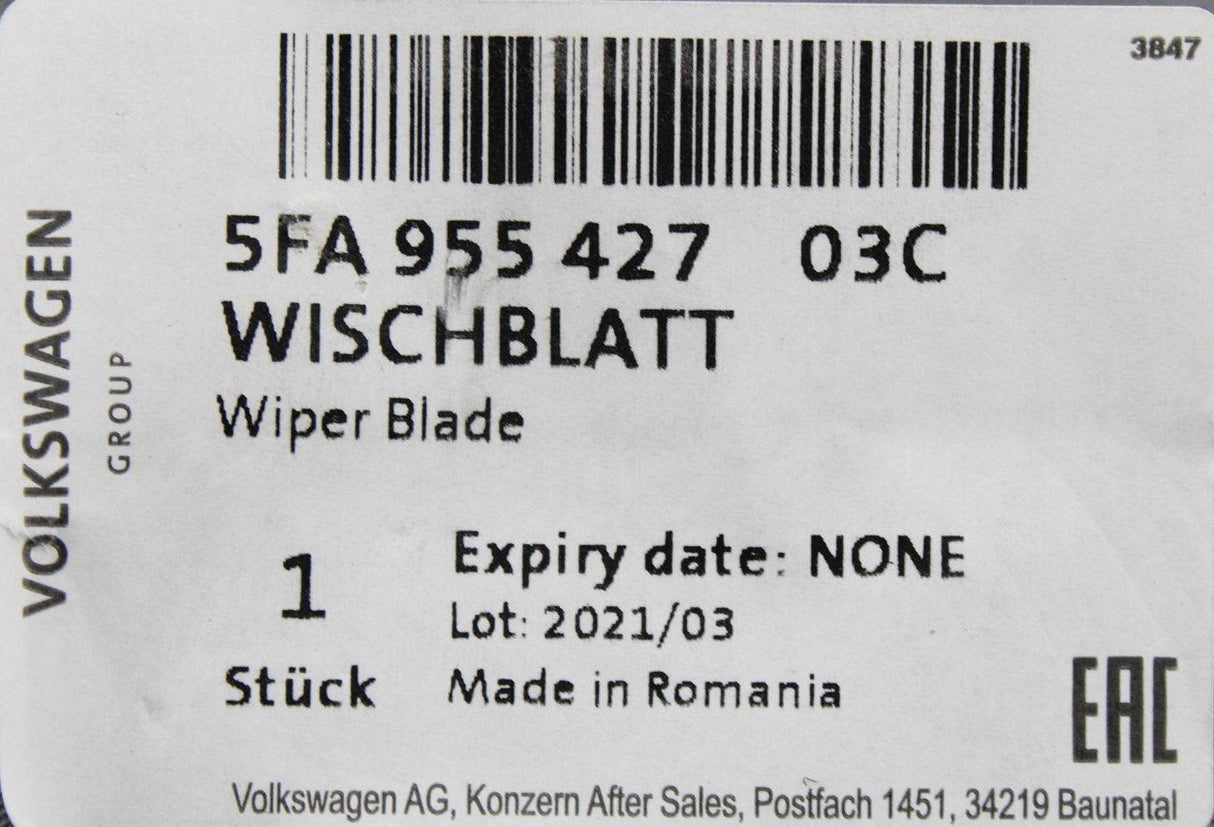 3847
5FA 955 427 03C
WISCHBLATT
Wiper Blade
VOLKSWAGEN
GROUP
1
Stück
Expiry date: NONE
Lot: 2021/03
Made in Romania
EAC
Volkswagen AG, Konzern After Sales, Postfach 1451, 34219 Baunatal